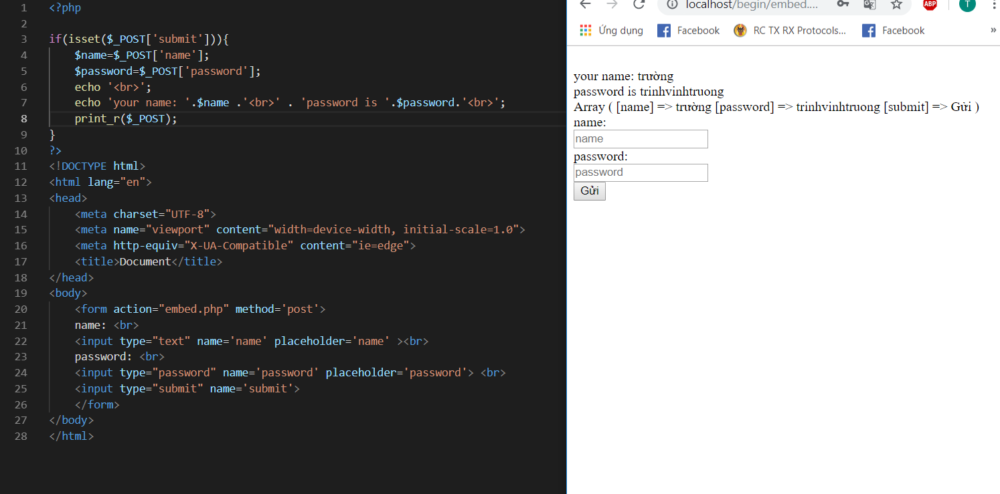 1 <?php
2
3 if(isset($_POST['submit'])){
4 $name=$_POST['name'];
5 $password=$_POST['password'];
6 echo '<br>';
7 echo 'your name: '.$name .'<br>' . 'password is '.$password.'<br>';
8 print_r($_POST);
9 }
10 ?>
11 <!DOCTYPE html>
12 <html lang="en">
13 <head>
14 <meta charset="UTF-8">
15 <meta name="viewport" content="width=device-width, initial-scale=1.0">
16 <meta http-equiv="X-UA-Compatible" content="ie=edge">
17 <title>Document</title>
18 </head>
19 <body>
20 <form action="embed.php" method='post'>
21 name: <br>
22 <input type="text" name='name' placeholder='name' ><br>
23 password: <br>
24 <input type="password" name='password' placeholder='password'> <br>
25 <input type="submit" name='submit'>
26 </form>
27 </body>
28 </html>
localhost/begin/embed.... ABP T
Ứng dụng Facebook RC TX RX Protocols... Facebook »
your name: trường
password is trinhvinhtruong
Array ( [name] => trường [password] => trinhvinhtruong [submit] => Gửi )
name:
name
password:
password
Gửi